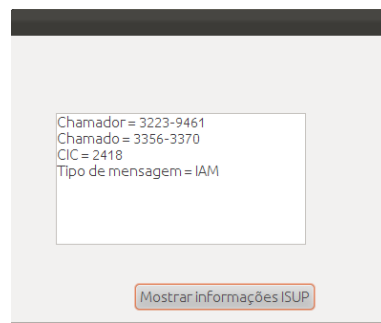 Chamador = 3223-9461
Chamado = 3356-3370
CIC = 2418
Tipo de mensagem = IAM
Mostrar informações ISUP